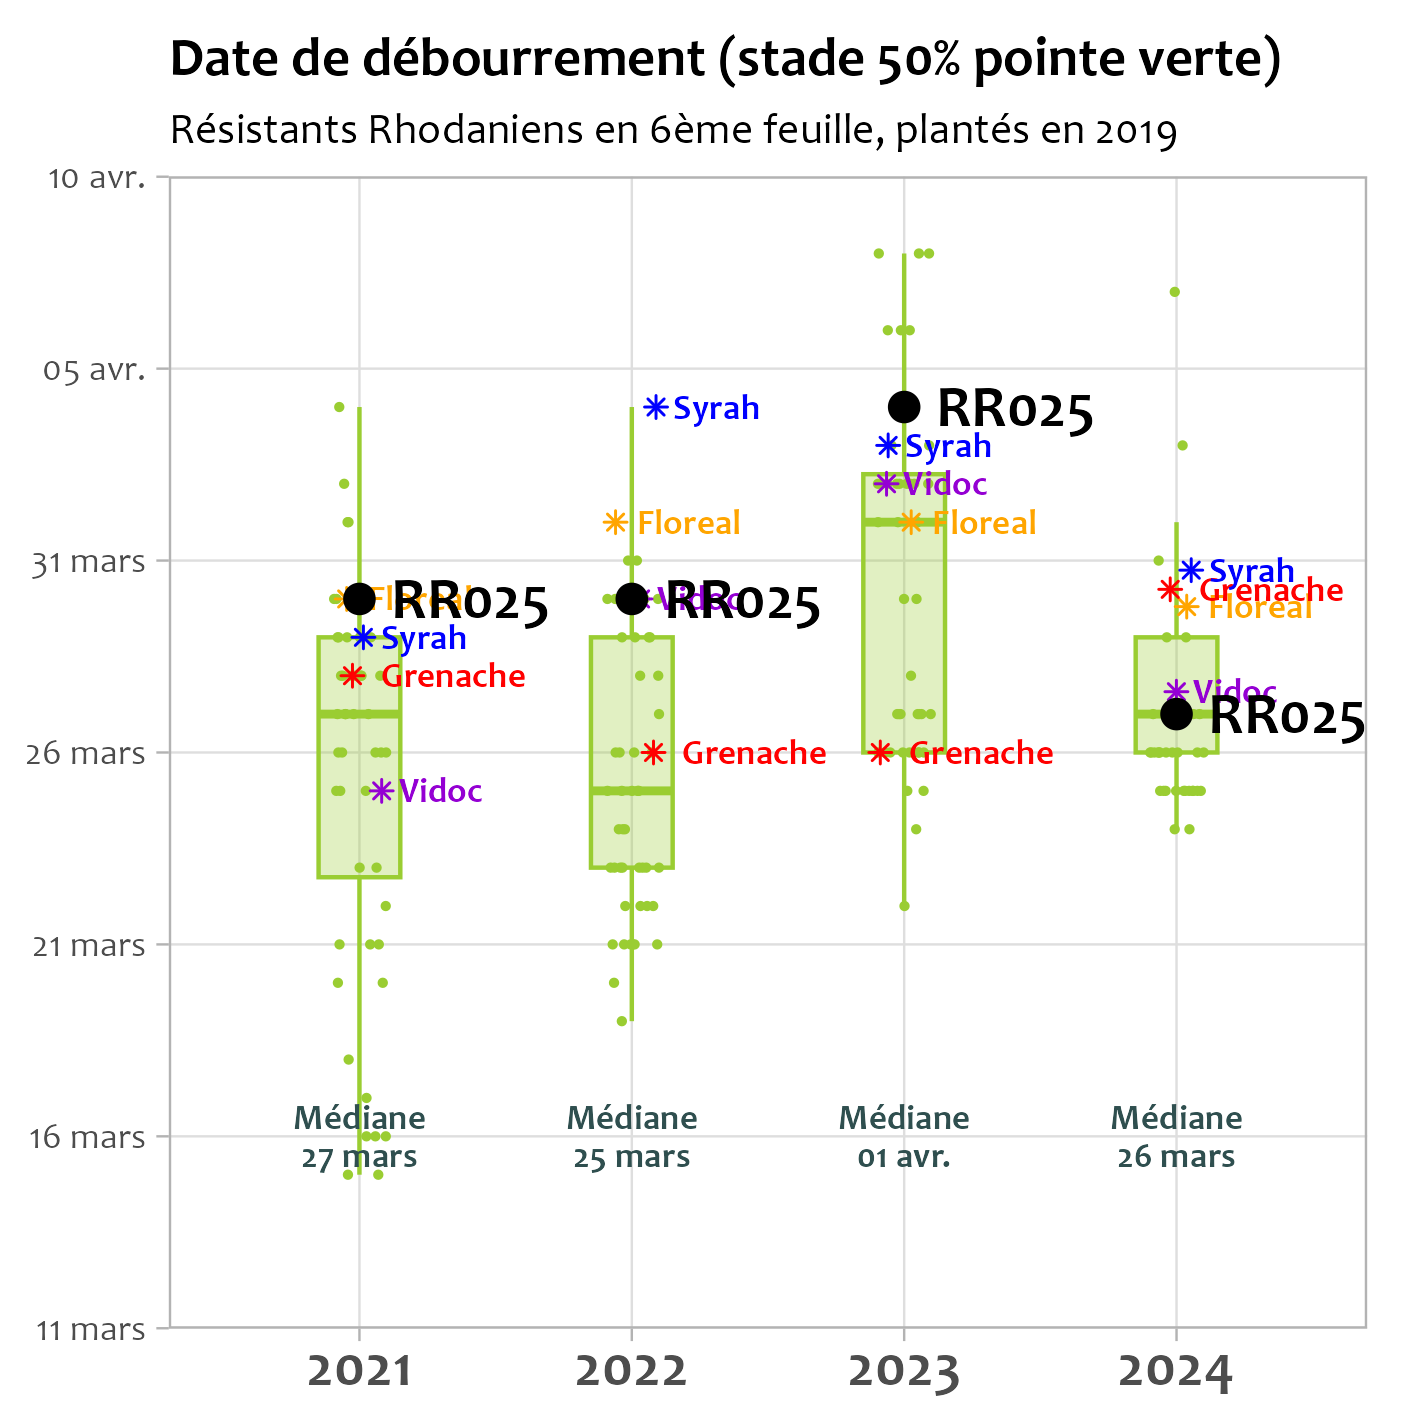 Date de débourrement (stade 50% pointe verte)
Résistants Rhodaniens en 6ème feuille, plantés en 2019
10 avr.
05 avr.
31 mars
26 mars
21 mars
16 mars
11 mars
Floreal
RR025
Syrah
Grenache
Vidoc
Médiane
27 mars
Syrah
Floreal
Vidoc
RR025
Grenache
Médiane
25 mars
RR025
Syrah
Vidoc
Floreal
Grenache
Médiane
01 avr.
Syrah
Grenache
Floreal
Vidoc
RR025
Médiane
26 mars
2021
2022
2023
2024